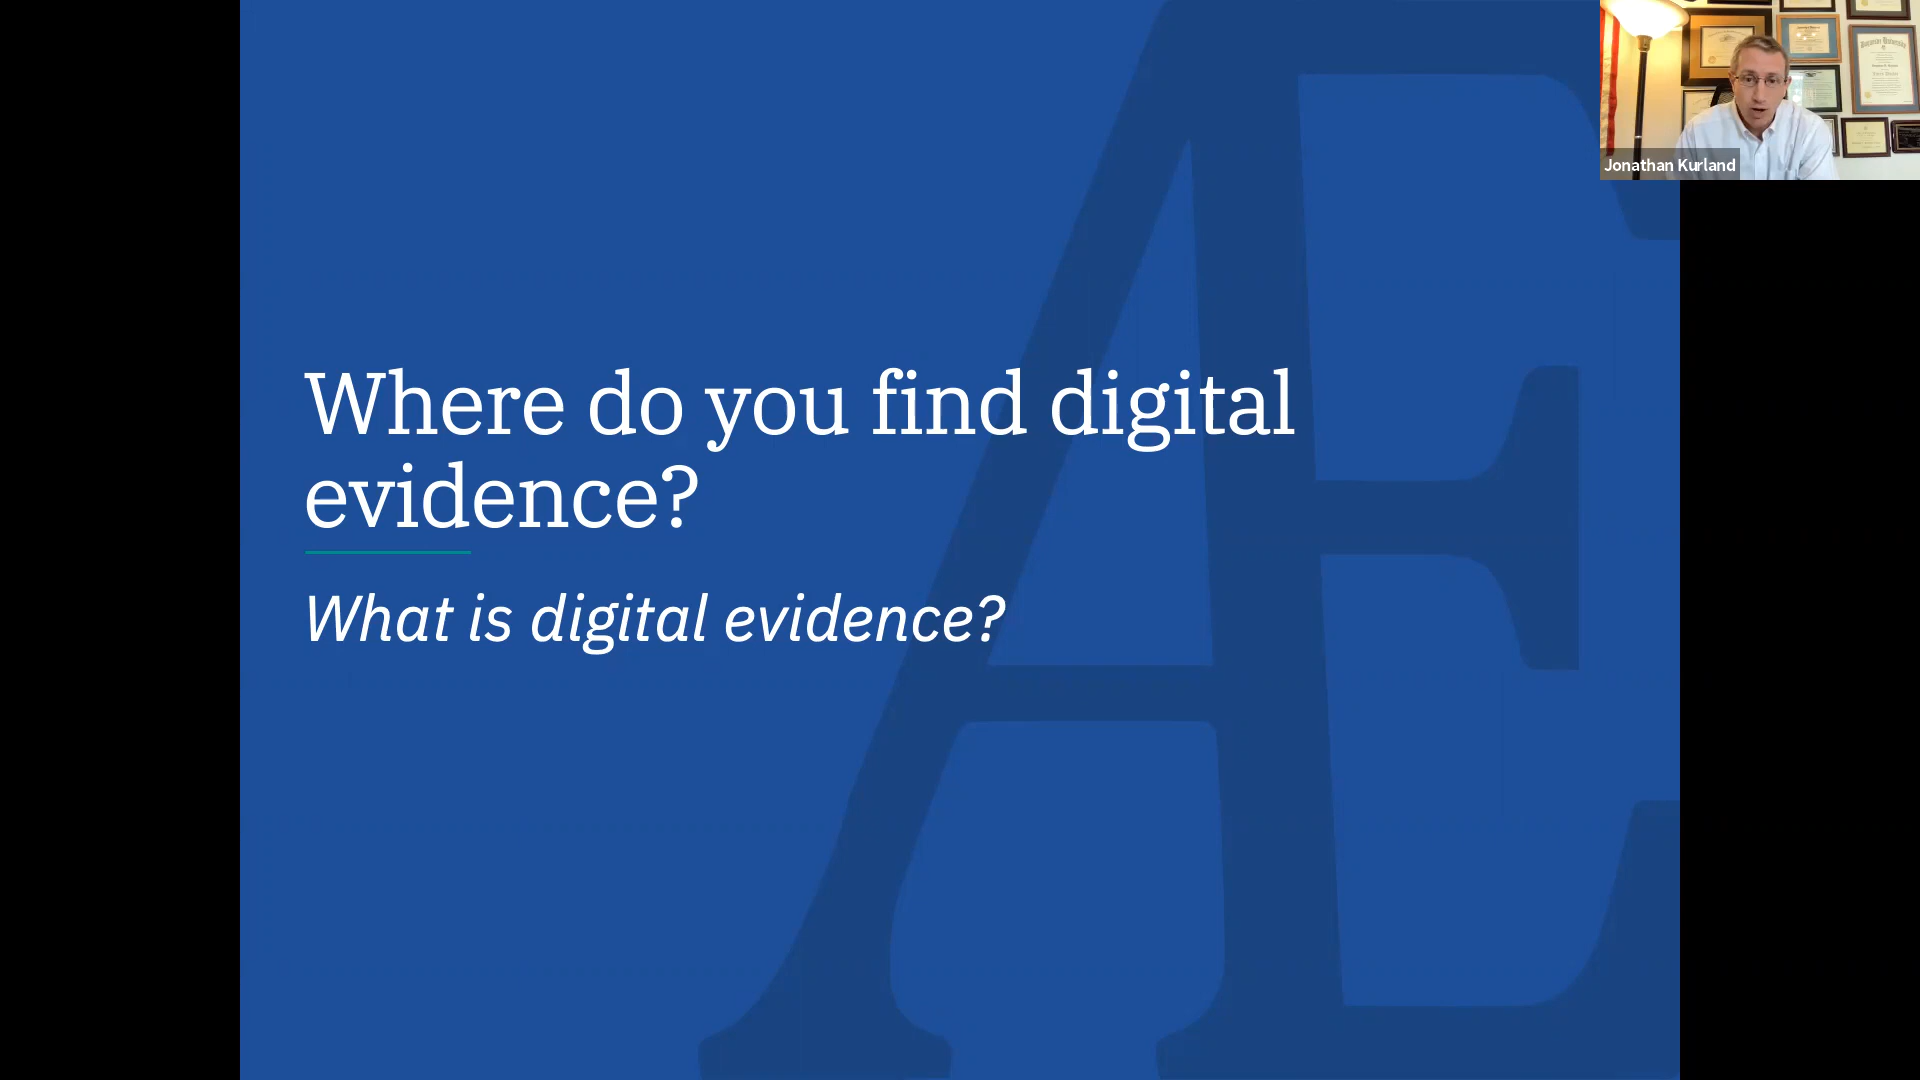 Where do you find digital
evidence?
What is digital evidence?
Jonathan Kurland